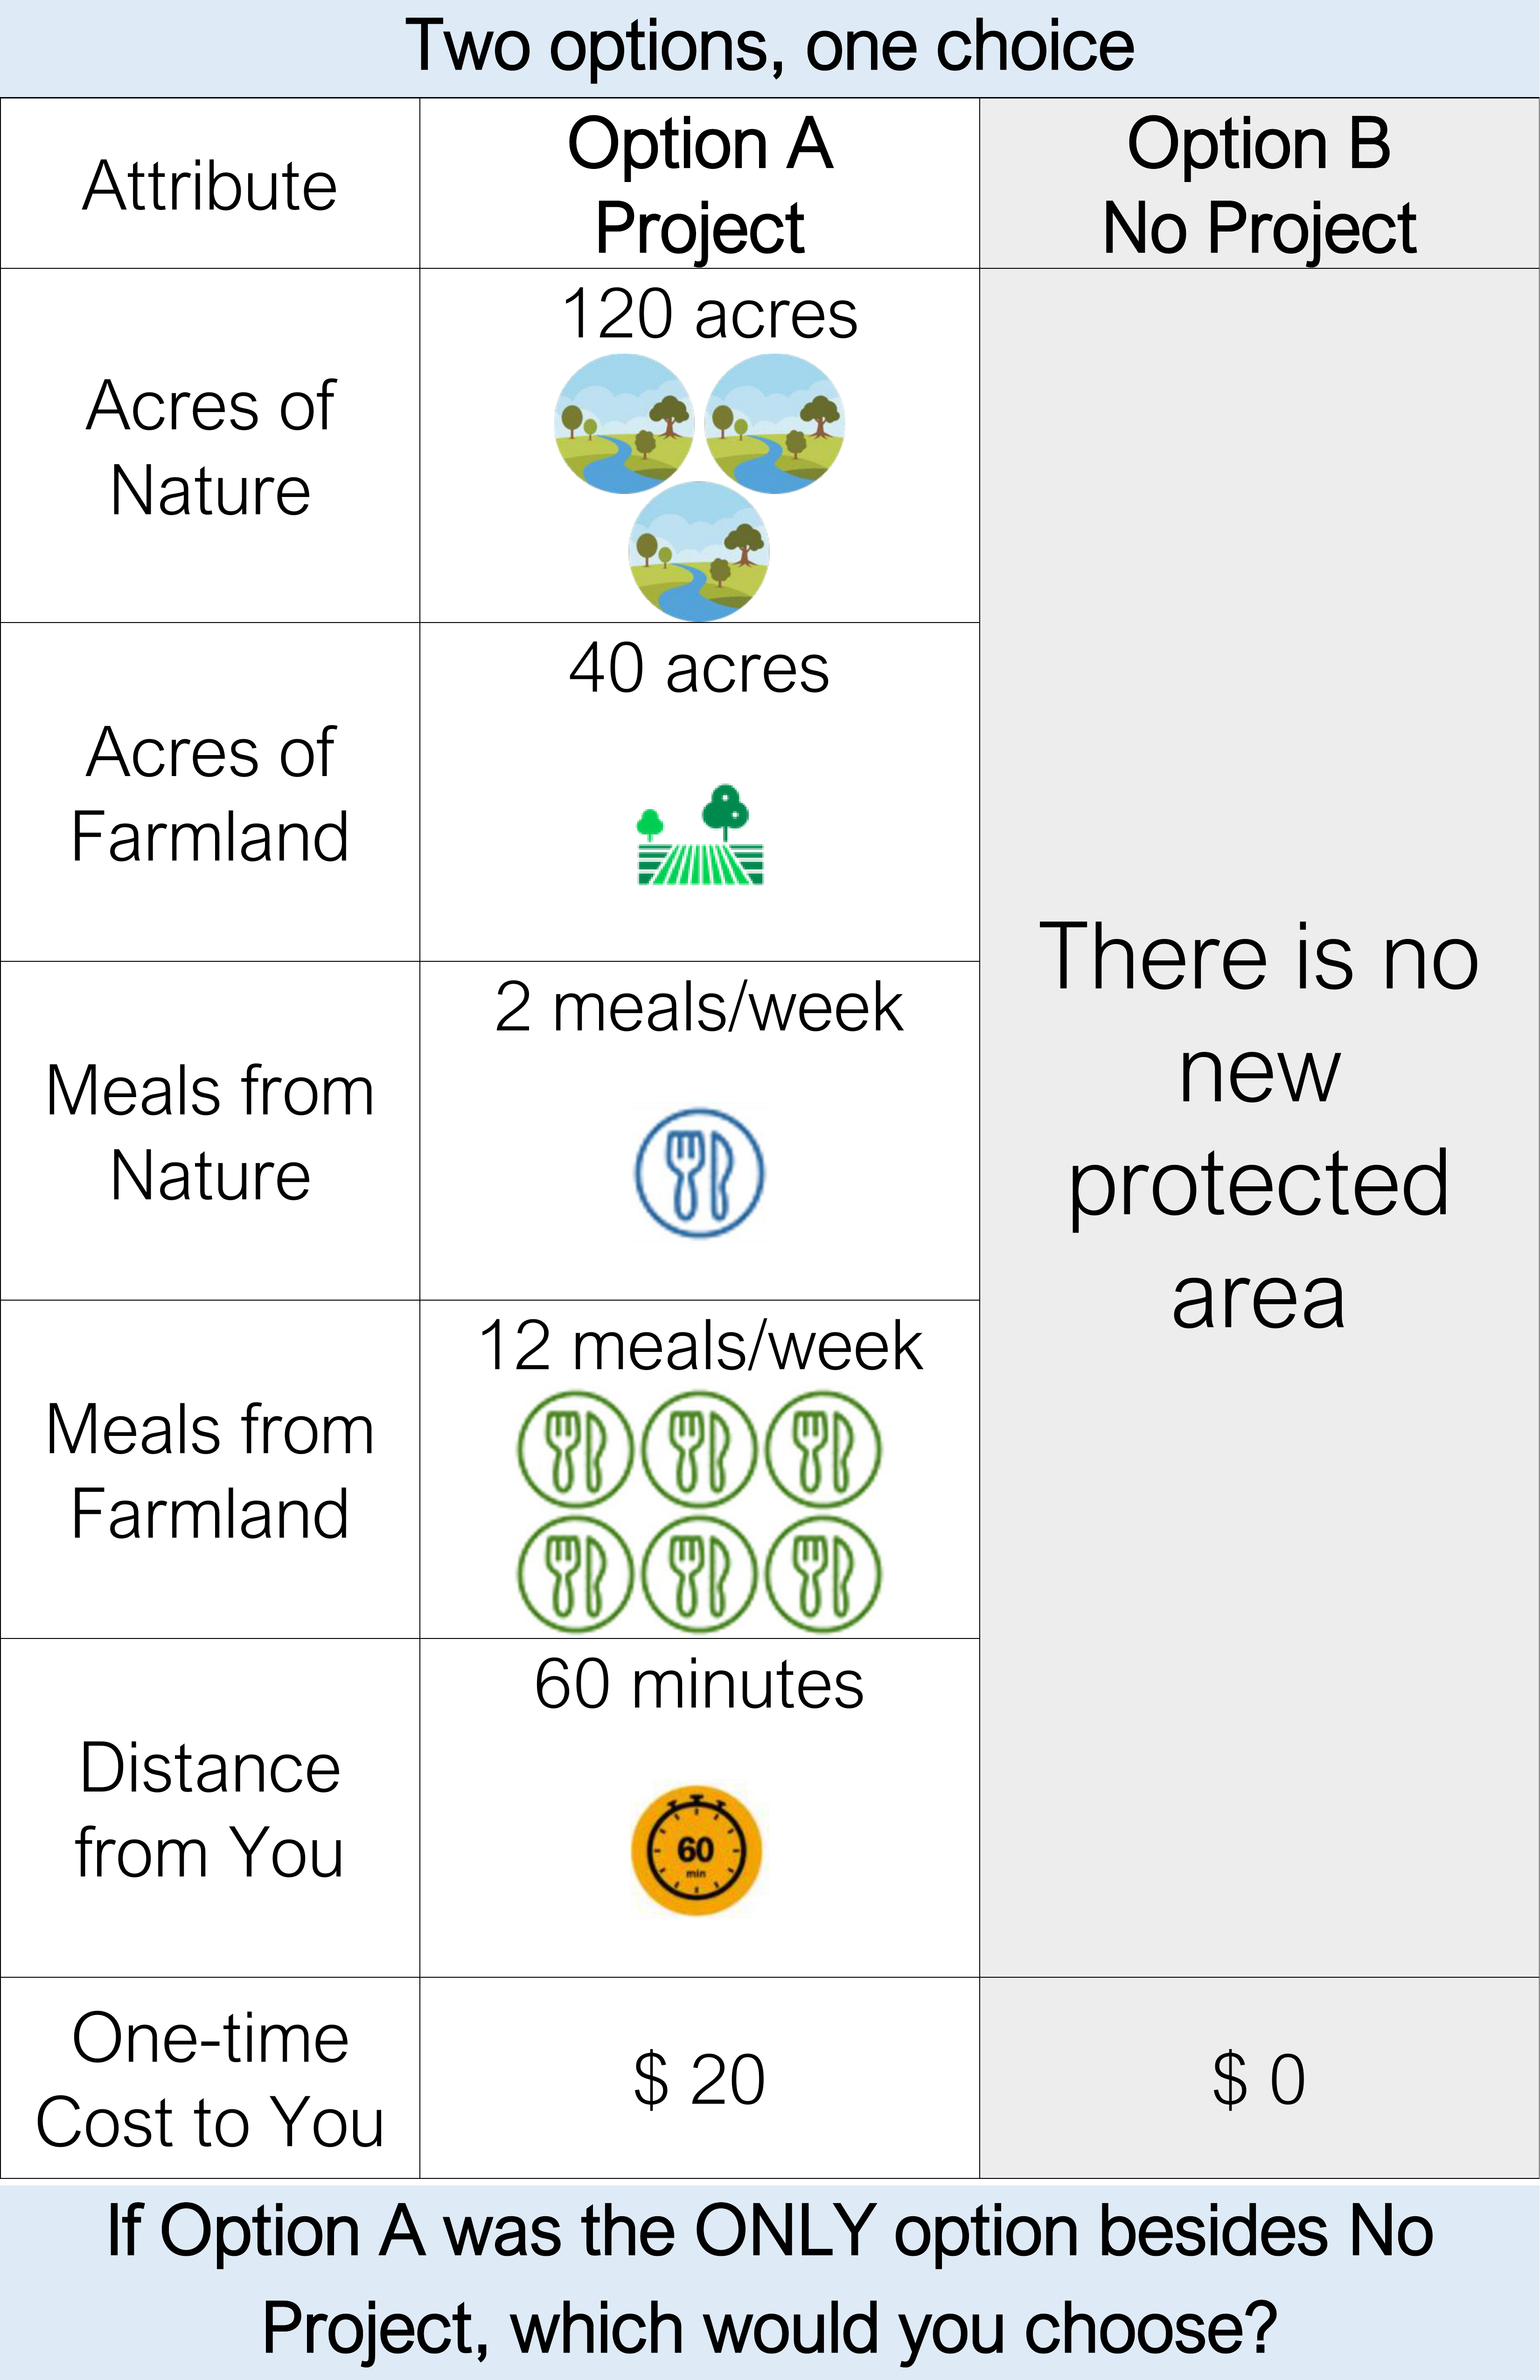 Two options, one choice
Attribute
Option A
Project
Option B
No Project
Acres of
Nature
120 acres
Acres of
Farmland
40 acres
Meals from
Nature
2 meals/week
Meals from
Farmland
12 meals/week
Distance
from You
60 minutes
60
min
There is no
new
protected
area
One-time
Cost to You
$ 20
$ 0
If Option A was the ONLY option besides No
Project, which would you choose?